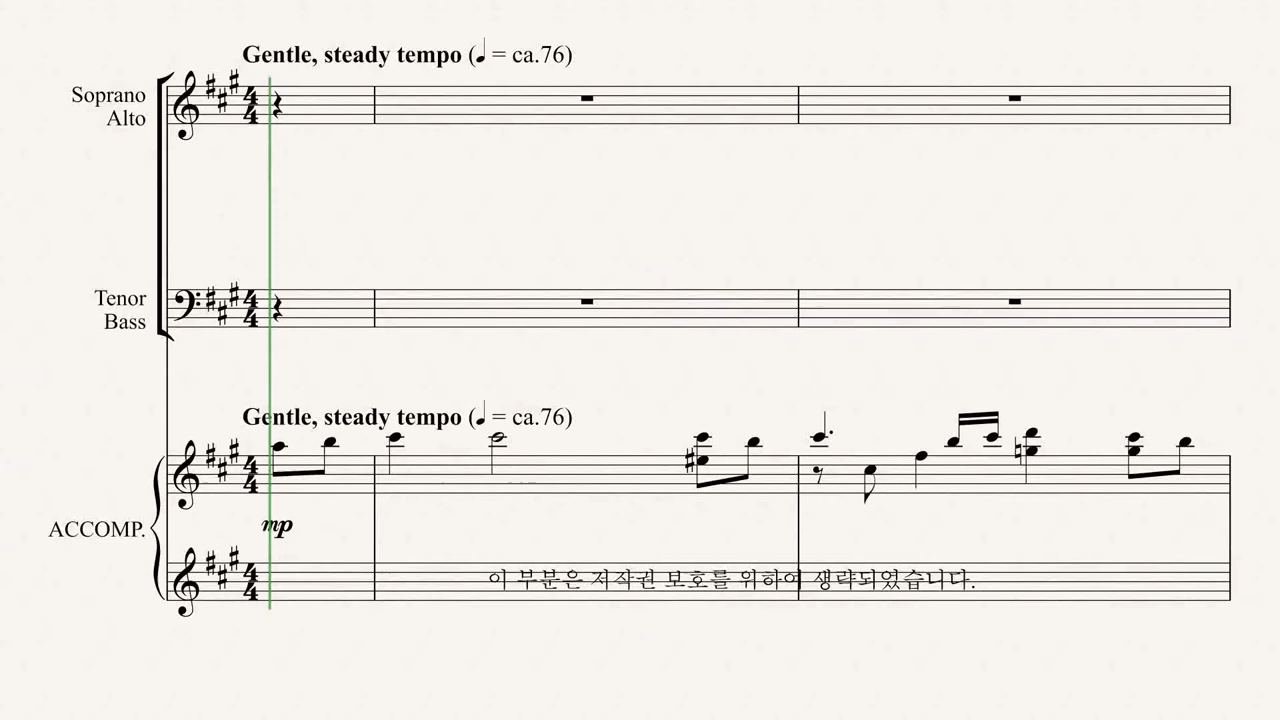 Gentle, steady tempo (♩ = ca.76)
Soprano
Alto
Tenor
Bass
Gentle, steady tempo (♩ = ca.76)
mp
ACCOMP.
이 부분은 저작권 보호를 위하여 생략되었습니다.